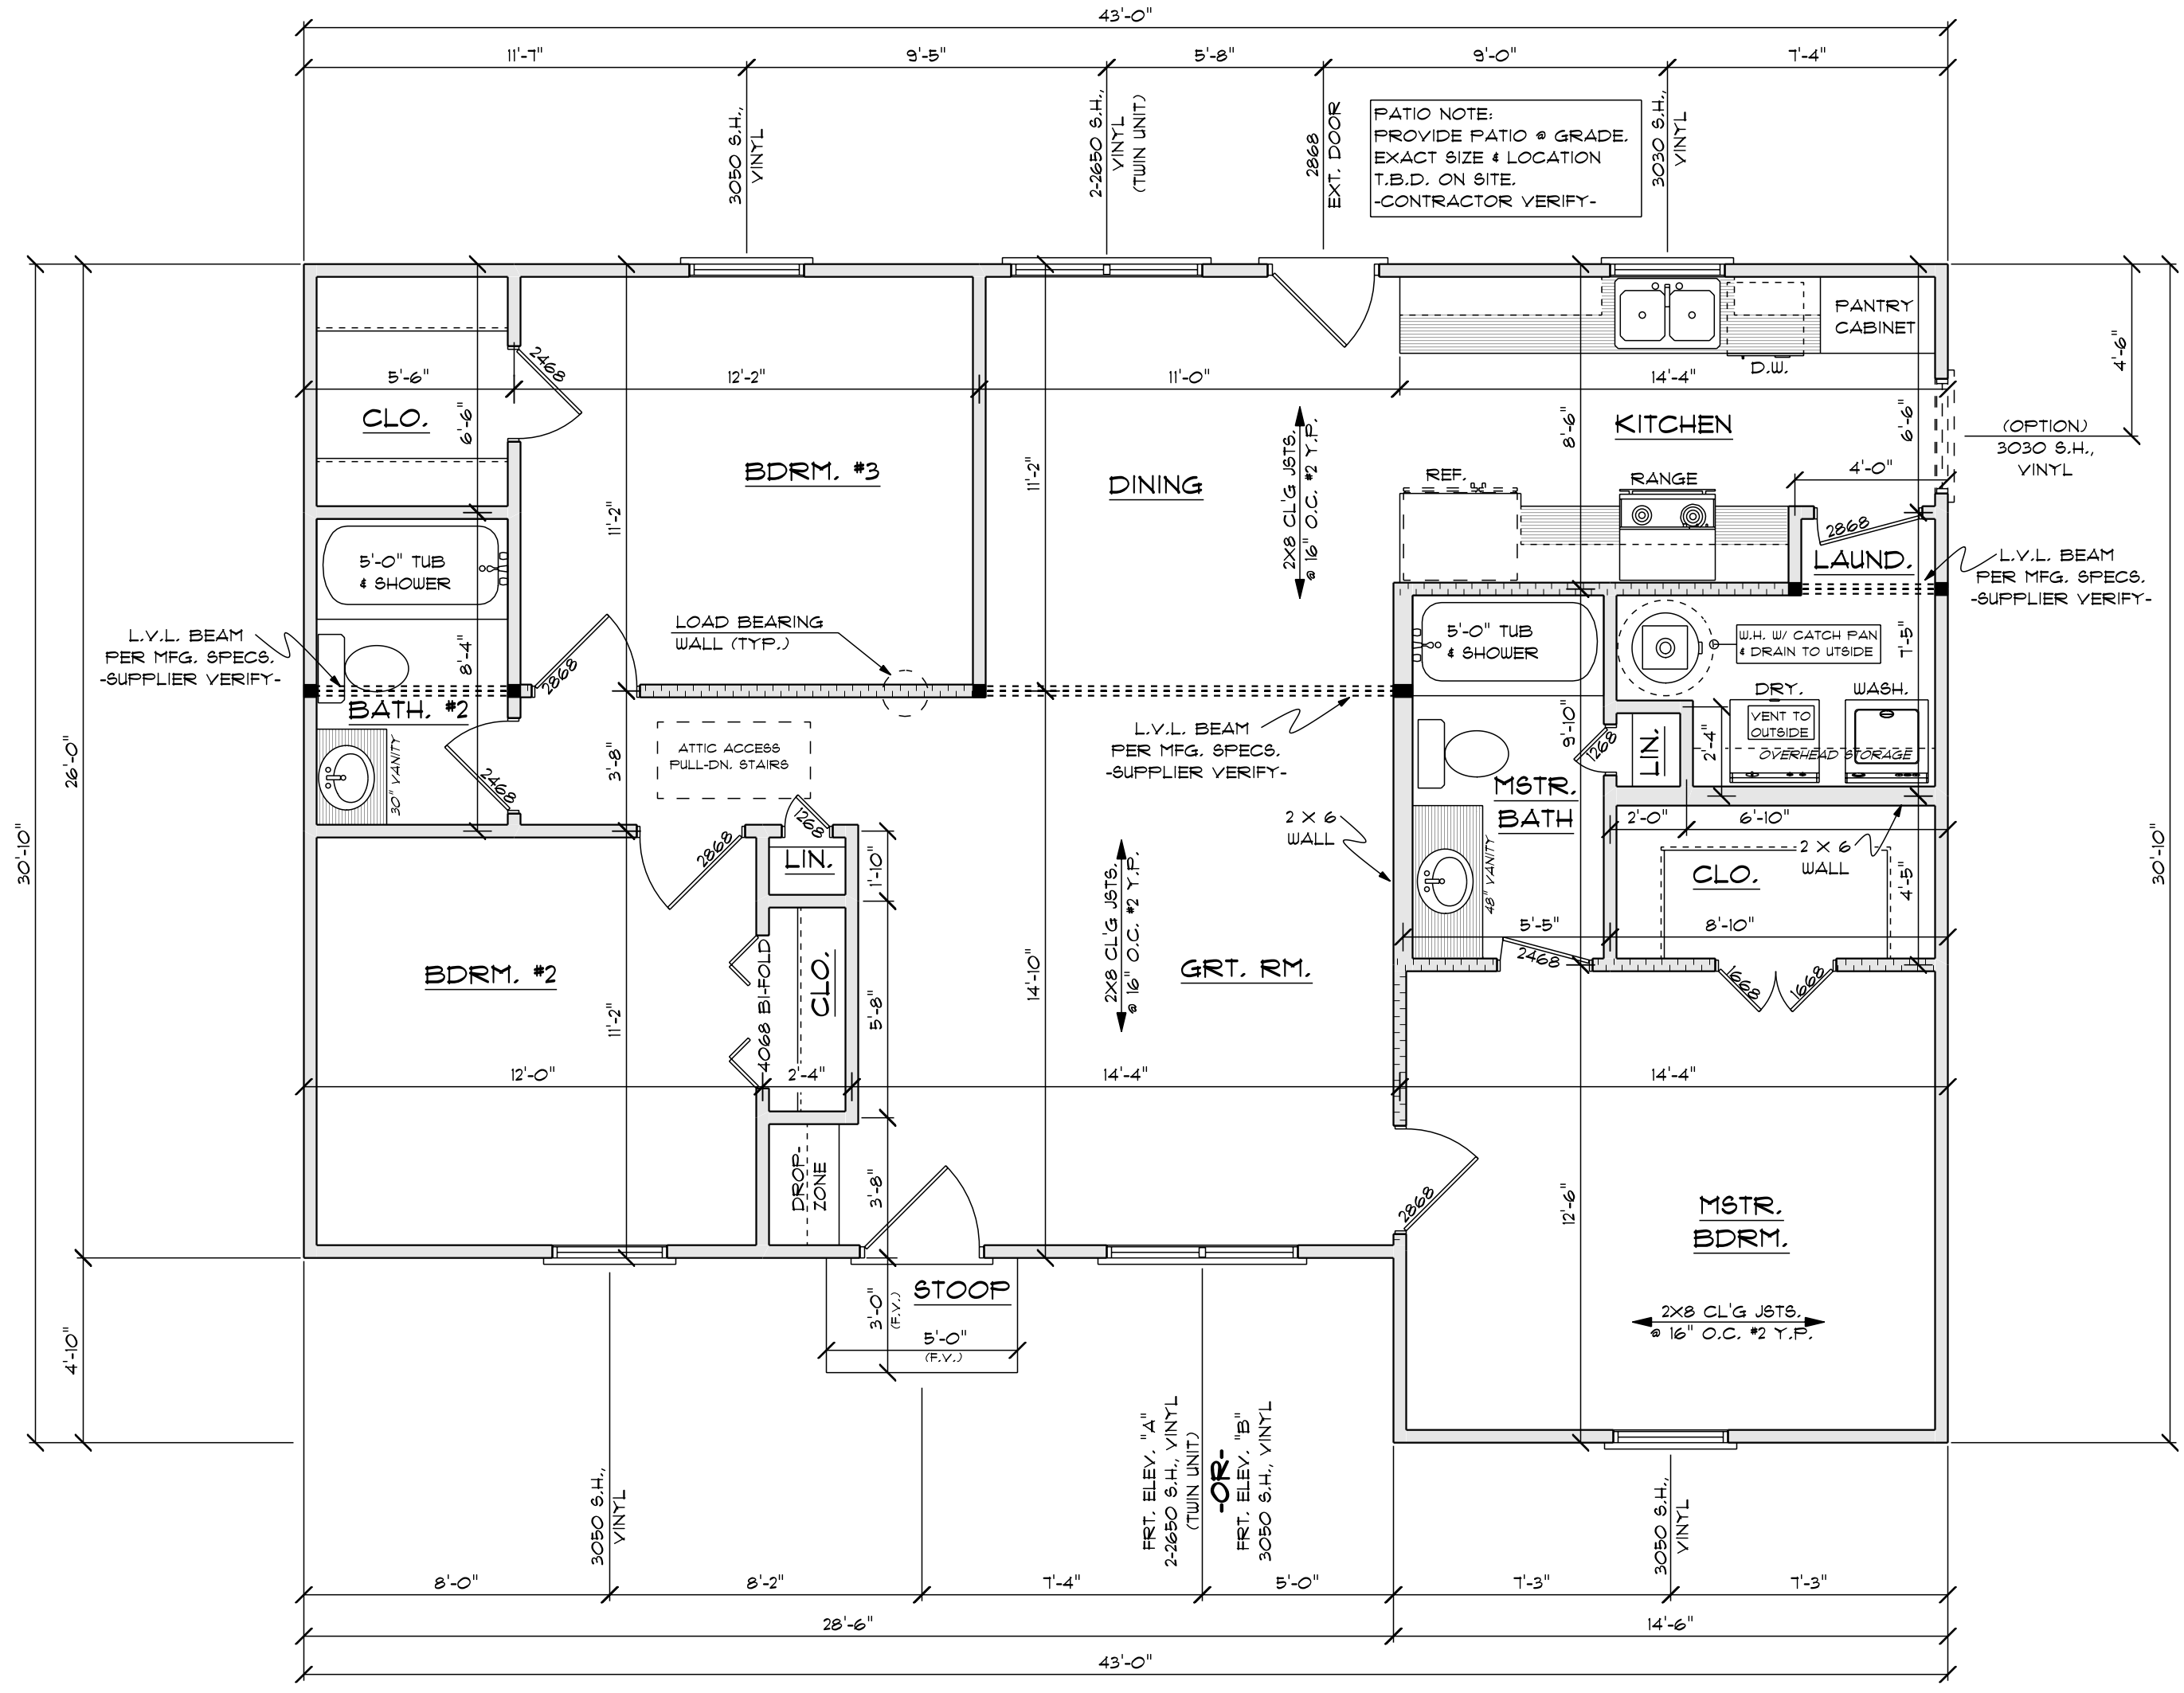 43'-0"
11'-7"
9'-5"
5'-8"
9'-0"
7'-4"
3050 S.H.,
VINYL
2-2650 S.H.,
VINYL
(TWIN UNIT)
2868
EXT. DOOR
PATIO NOTE:
PROVIDE PATIO @ GRADE.
EXACT SIZE & LOCATION
T.B.D. ON SITE.
-CONTRACTOR VERIFY-
3030 S.H.,
VINYL
30'-10"
26'-0"
4'-10"
5'-6"
12'-2"
11'-0"
14'-4"
CLO.
6'-6"
2468
BDRM. #3
11'-2"
11'-2"
DINING
2X8 CL'G JSTS.
@ 16" O.C. #2 Y.P.
PANTRY
CABINET
D.W.
KITCHEN
8'-6"
6'-6"
4'-6"
(OPTION)
3030 S.H.,
VINYL
REF.
RANGE
4'-0"
2868
LAUND.
L.V.L. BEAM
PER MFG. SPECS.
-SUPPLIER VERIFY-
5'-0" TUB
& SHOWER
8'-4"
L.V.L. BEAM
PER MFG. SPECS.
-SUPPLIER VERIFY-
2868
LOAD BEARING
WALL (TYP.)
BATH. #2
30" VANITY
2468
3'-8"
ATTIC ACCESS
PULL-DN. STAIRS
L.V.L. BEAM
PER MFG. SPECS.
-SUPPLIER VERIFY-
5'-0" TUB
& SHOWER
W.H. W/ CATCH PAN
& DRAIN TO UTSIDE
7'-5"
DRY.
WASH.
VENT TO
OUTSIDE
OVERHEAD STORAGE
9'-10"
1268
LIN.
2'-4"
MSTR.
BATH
2 X 6
WALL
2'-0"
6'-10"
2 X 6
WALL
48" VANITY
CLO.
4'-5"
5'-5"
8'-10"
2468
1668
1668
2868
1268
LIN.
1'-10"
BDRM. #2
11'-2"
4068 BI-FOLD
CLO.
5'-8"
2X8 CL'G JSTS.
@ 16" O.C. #2 Y.P.
14'-10"
GRT. RM.
12'-0"
2'-4"
14'-4"
14'-4"
DROP-
ZONE
3'-8"
2868
12'-6"
MSTR.
BDRM.
2X8 CL'G JSTS.
@ 16" O.C. #2 Y.P.
STOOP
3'-0"
(F.V.)
5'-0"
(F.V.)
30'-10"
3050 S.H.,
VINYL
FRT. ELEV. "A"
2-2650 S.H., VINYL
(TWIN UNIT)
-OR-
FRT. ELEV. "B"
3050 S.H., VINYL
3050 S.H.,
VINYL
8'-0"
8'-2"
7'-4"
5'-0"
7'-3"
7'-3"
28'-6"
14'-6"
43'-0"